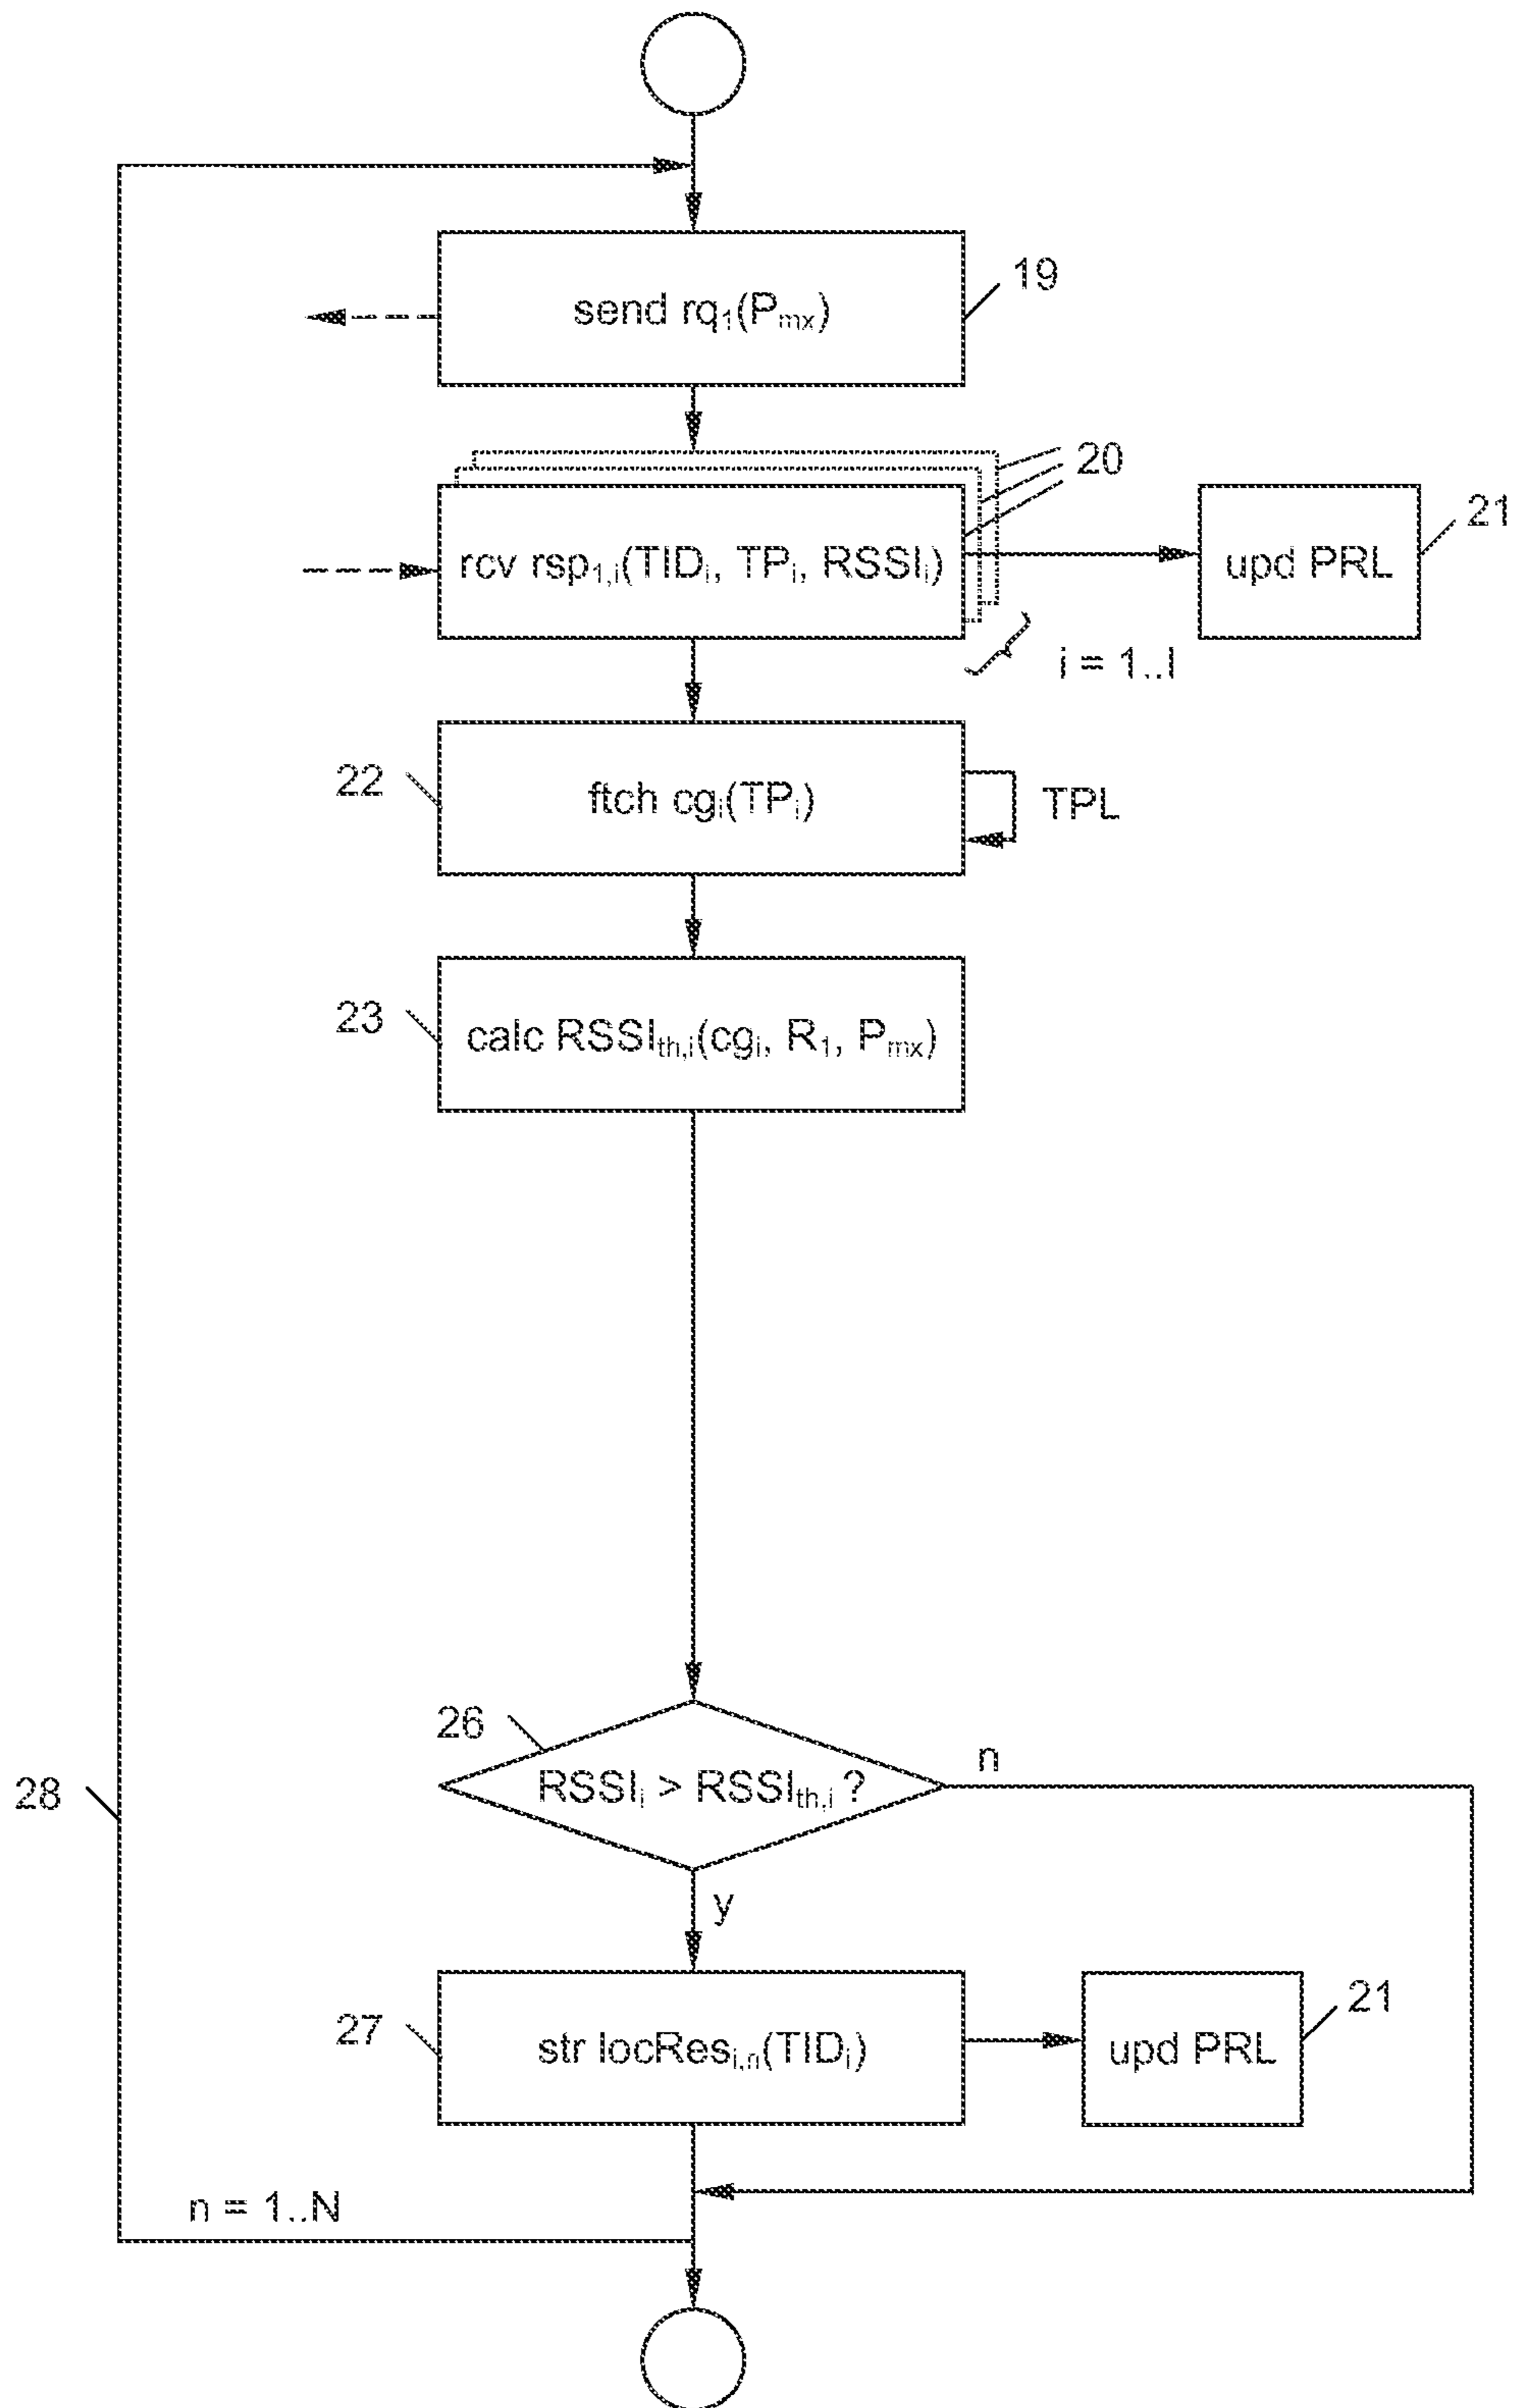 send rq₁(Pₘₓ)
19
20
21
rcv rsp₁,ᵢ(TIDᵢ, TPᵢ, RSSIᵢ)
upd PRL
i = 1..I
22
ftch cgᵢ(TPᵢ)
TPL
23
calc RSSIₜₕ,ᵢ(cgᵢ, R₁, Pₘₓ)
26
n
RSSIᵢ > RSSIₜₕ,ᵢ ?
28
y
21
27
str locResᵢ,ₙ(TIDᵢ)
upd PRL
n = 1..N